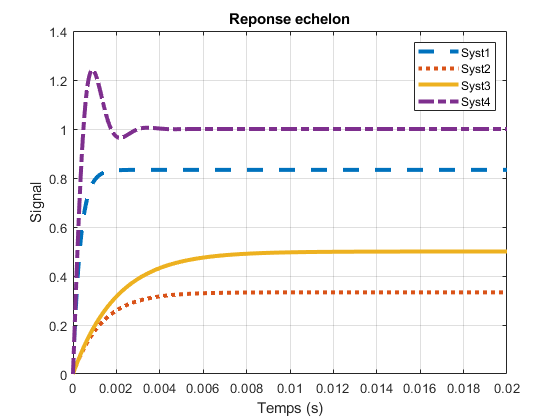 Reponse echelon
1.4
1.2
1
0.8
0.6
0.4
0.2
0
Signal
Syst1
Syst2
Syst3
Syst4
0 0.002 0.004 0.006 0.008 0.01 0.012 0.014 0.016 0.018 0.02
Temps (s)